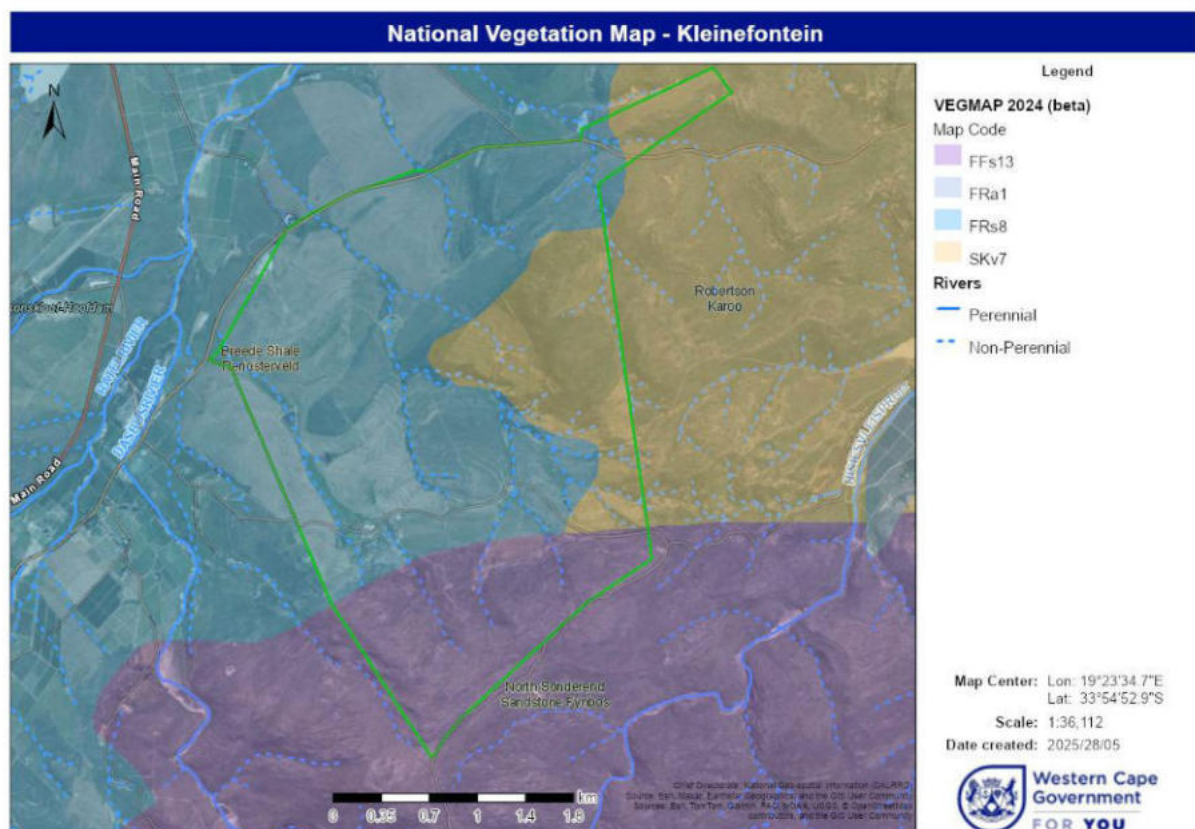 National Vegetation Map - Kleinefontein
N
Main Road
Robertson
Karoo
Breede Shale
Renosterveld
RIVER
RIVER
Main Road
North Sonderend
Sandstone Fynbos
km
0 0.35 0.7 1 1.8
Legend
VEGMAP 2024 (beta)
Map Code
FFs13
FRa1
FRs8
SKv7
Rivers
Perennial
Non-Perennial
Map Center: Lon: 19°23'34.7"E
Lat: 33°54'52.9"S
Scale: 1:36,112
Date created: 2025/28/05
Western Cape
Government
FOR YOU